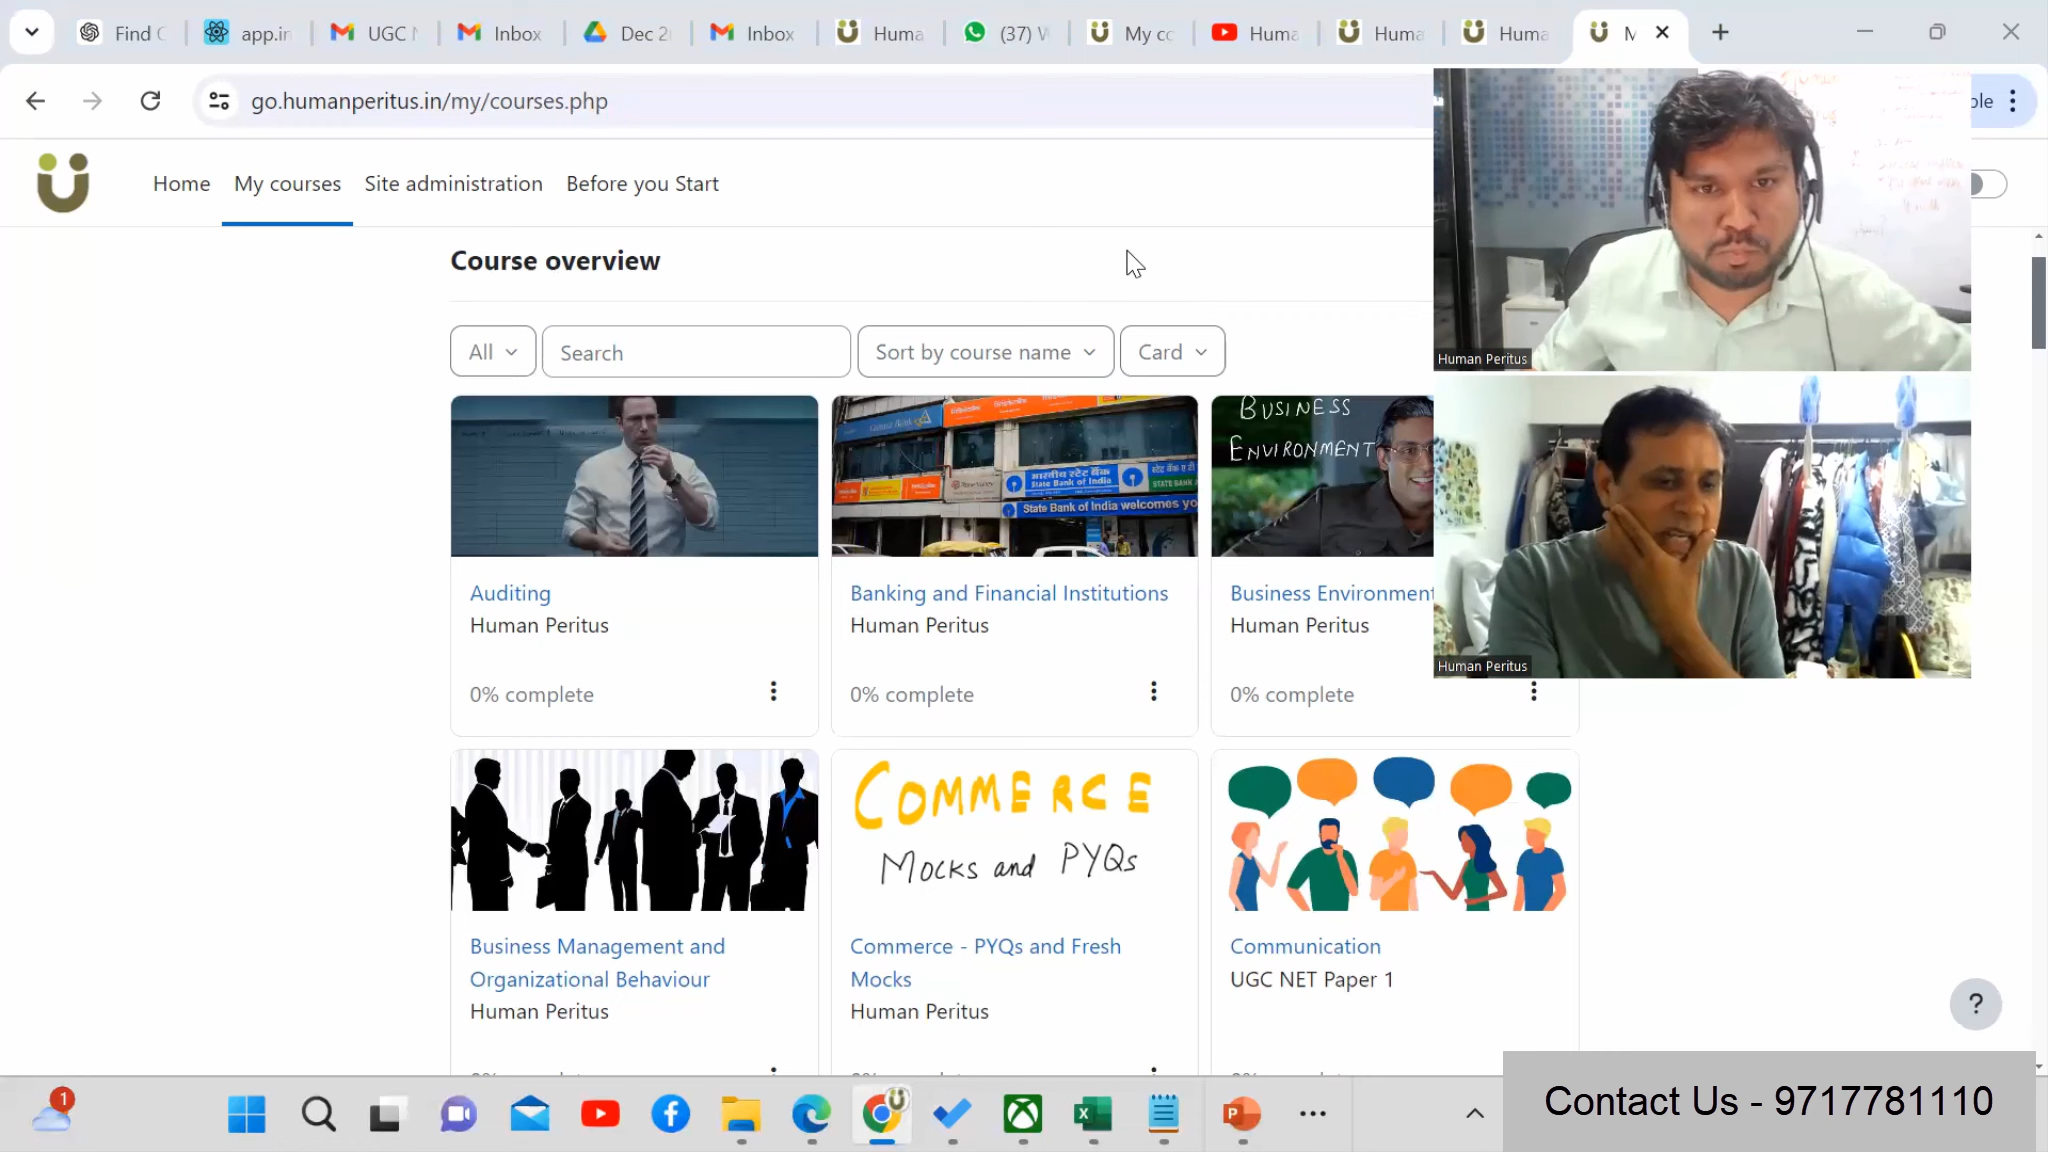 Find
app.in
UGC
Inbox
Dec 2
Inbox
Huma
(37)
My co
Huma
Huma
Huma
go.humanperitus.in/my/courses.php
ple
Home
My courses
Site administration
Before you Start
Course overview
All
Search
Sort by course name
Card
Human Peritus
Human Peritus
भारतीय स्टेट बैंक
State Bank of India
State Bank of India welcomes yo
BUSINESS
ENVIRONMENT
Auditing
Human Peritus
0% complete
Banking and Financial Institutions
Human Peritus
0% complete
Business Environment
Human Peritus
0% complete
COMMERCE
Mocks and PYQs
Business Management and
Organizational Behaviour
Human Peritus
Commerce - PYQs and Fresh
Mocks
Human Peritus
Communication
UGC NET Paper 1
?
1
Contact Us - 9717781110